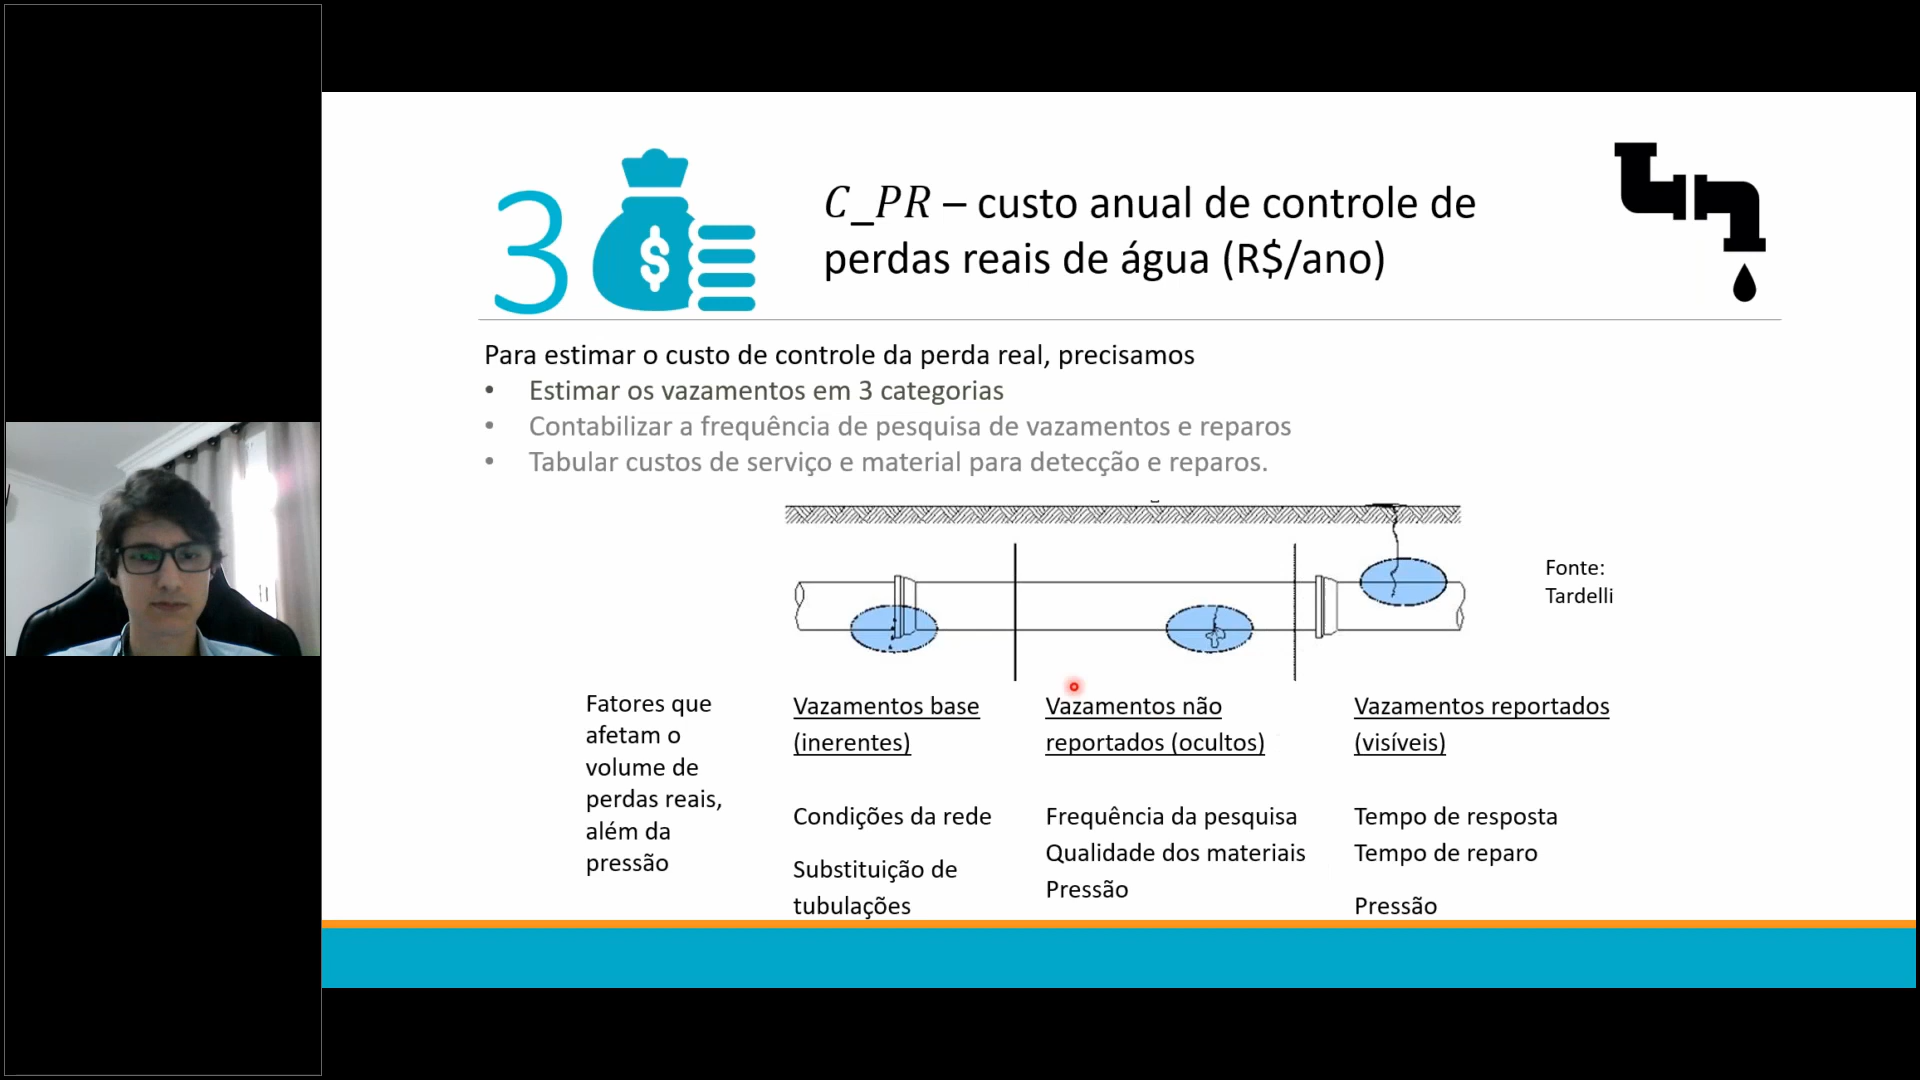 3
$
C_PR – custo anual de controle de
perdas reais de água (R$/ano)
Para estimar o custo de controle da perda real, precisamos
• Estimar os vazamentos em 3 categorias
• Contabilizar a frequência de pesquisa de vazamentos e reparos
• Tabular custos de serviço e material para detecção e reparos.
Fonte:
Tardelli
Fatores que
afetam o
volume de
perdas reais,
além da
pressão
Vazamentos base
(inerentes)
Condições da rede
Substituição de
tubulações
Vazamentos não
reportados (ocultos)
Frequência da pesquisa
Qualidade dos materiais
Pressão
Vazamentos reportados
(visíveis)
Tempo de resposta
Tempo de reparo
Pressão